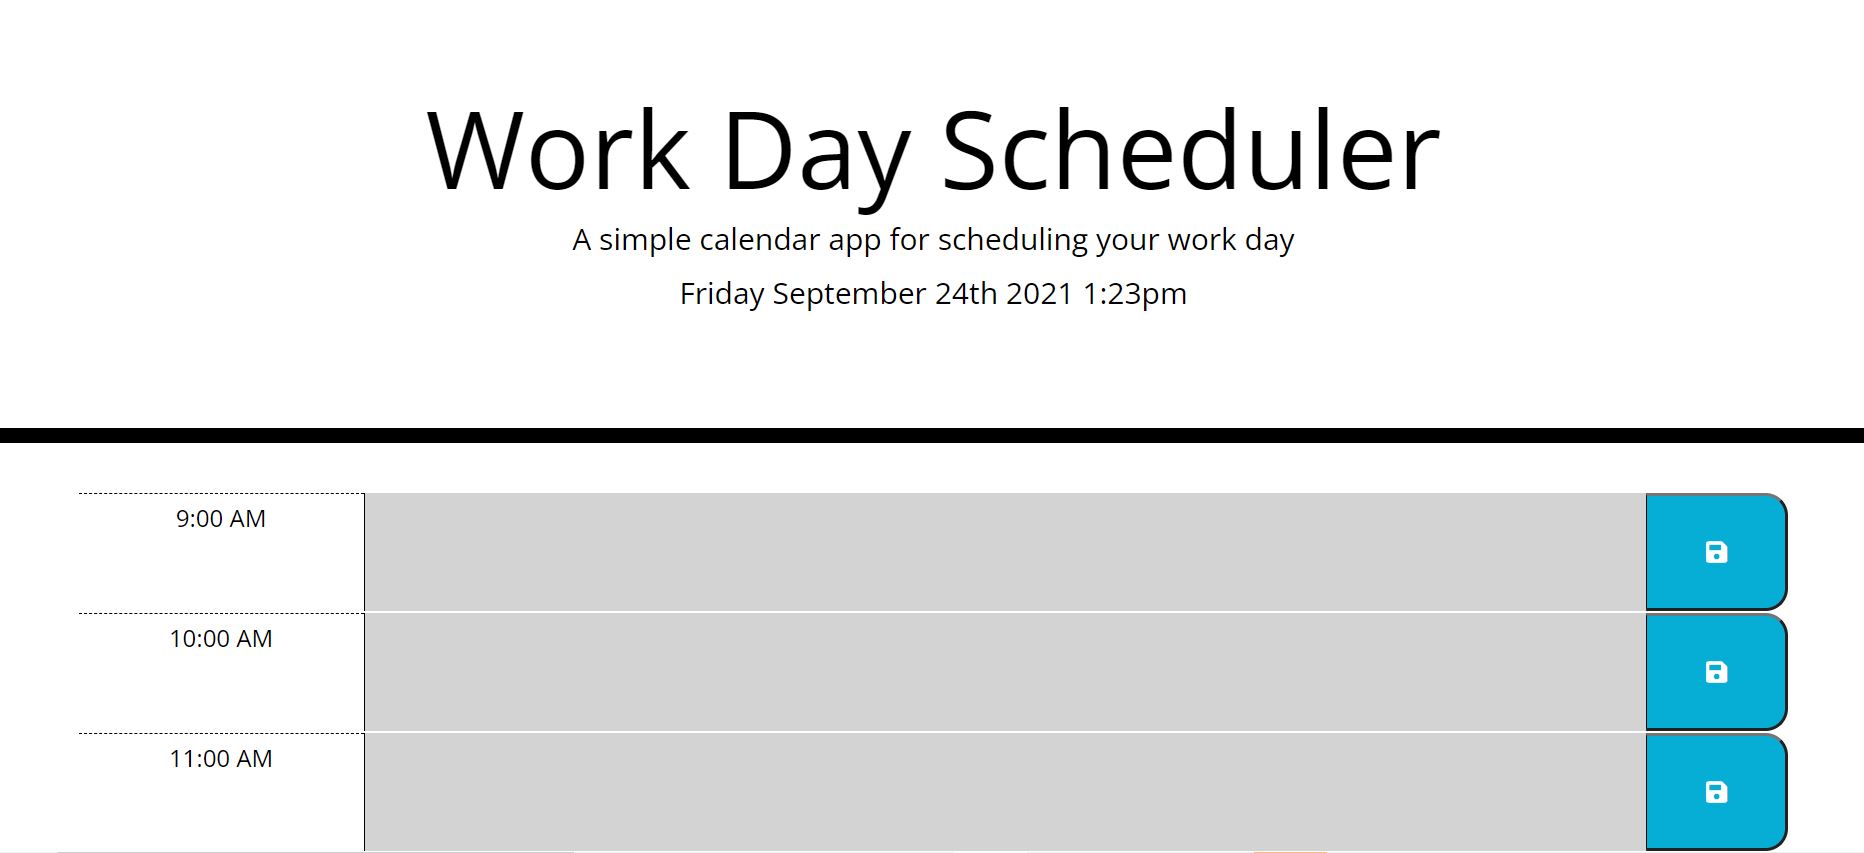 Work Day Scheduler
A simple calendar app for scheduling your work day
Friday September 24th 2021 1:23pm
9:00 AM
10:00 AM
11:00 AM